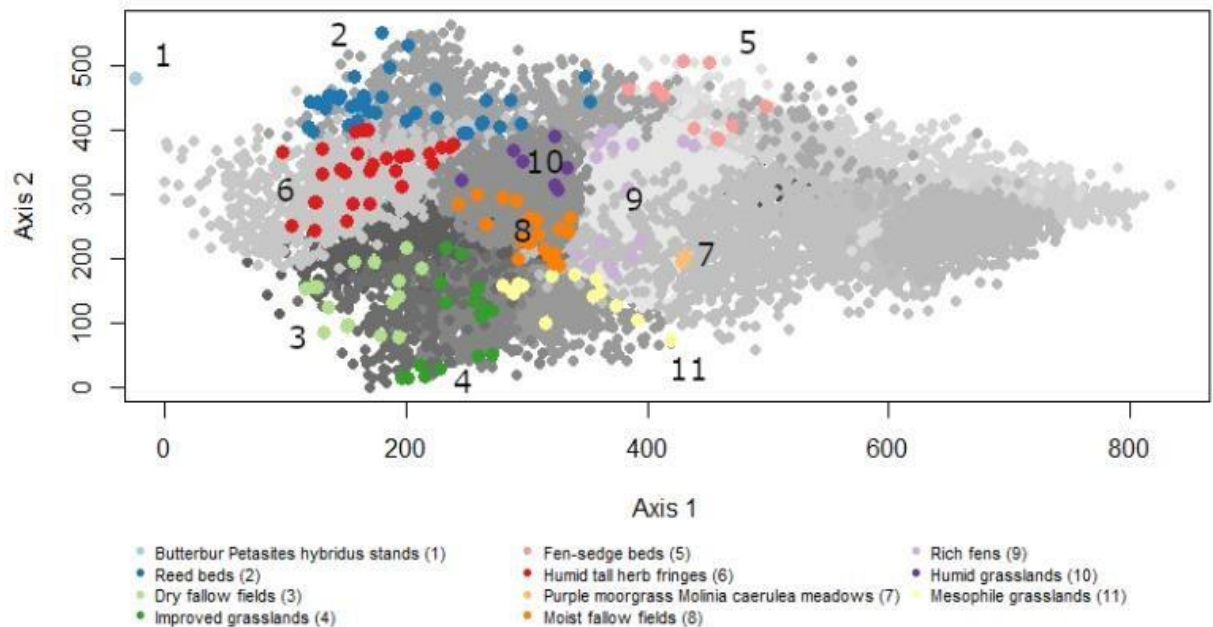 1
2
5
6
10
9
8
7
3
4
11
500
400
300
200
100
0
Axis 2
0 200 400 600 800
Axis 1
Butterbur Petasites hybridus stands (1)
Reed beds (2)
Dry fallow fields (3)
Improved grasslands (4)
Fen-sedge beds (5)
Humid tall herb fringes (6)
Purple moorgrass Molinia caerulea meadows (7)
Moist fallow fields (8)
Rich fens (9)
Humid grasslands (10)
Mesophile grasslands (11)